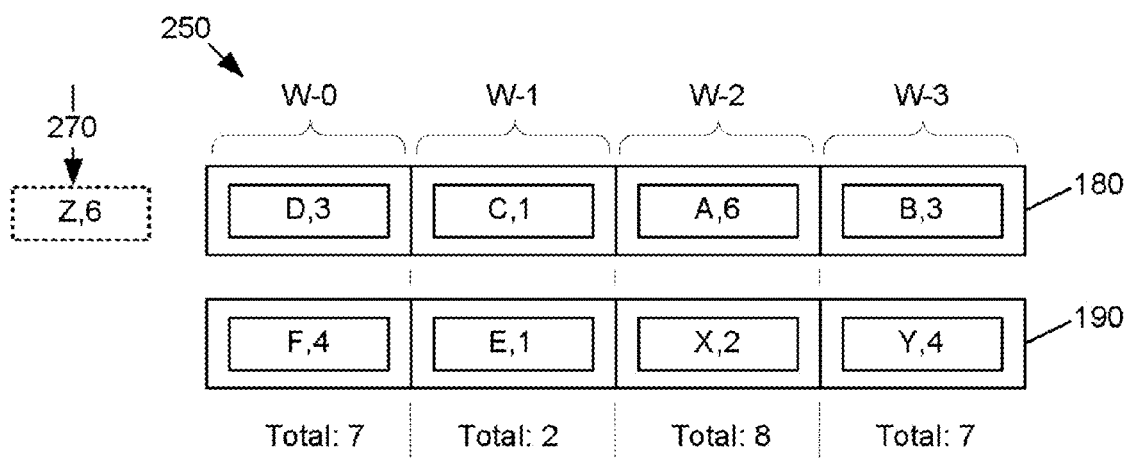 250
W-0 W-1 W-2 W-3
270
Z,6 D,3 C,1 A,6 B,3 180
F,4 E,1 X,2 Y,4 190
Total: 7 Total: 2 Total: 8 Total: 7